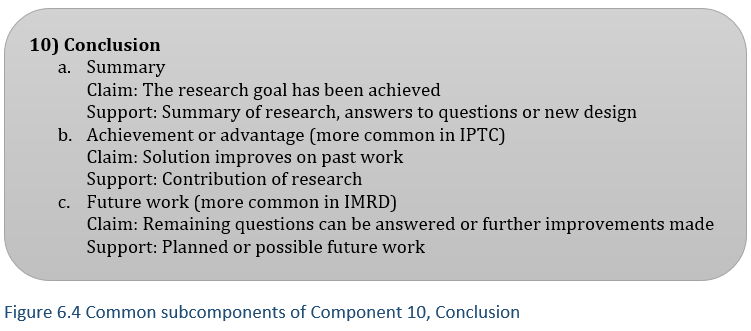 10) Conclusion
a. Summary
Claim: The research goal has been achieved
Support: Summary of research, answers to questions or new design
b. Achievement or advantage (more common in IPTC)
Claim: Solution improves on past work
Support: Contribution of research
c. Future work (more common in IMRD)
Claim: Remaining questions can be answered or further improvements made
Support: Planned or possible future work
Figure 6.4 Common subcomponents of Component 10, Conclusion